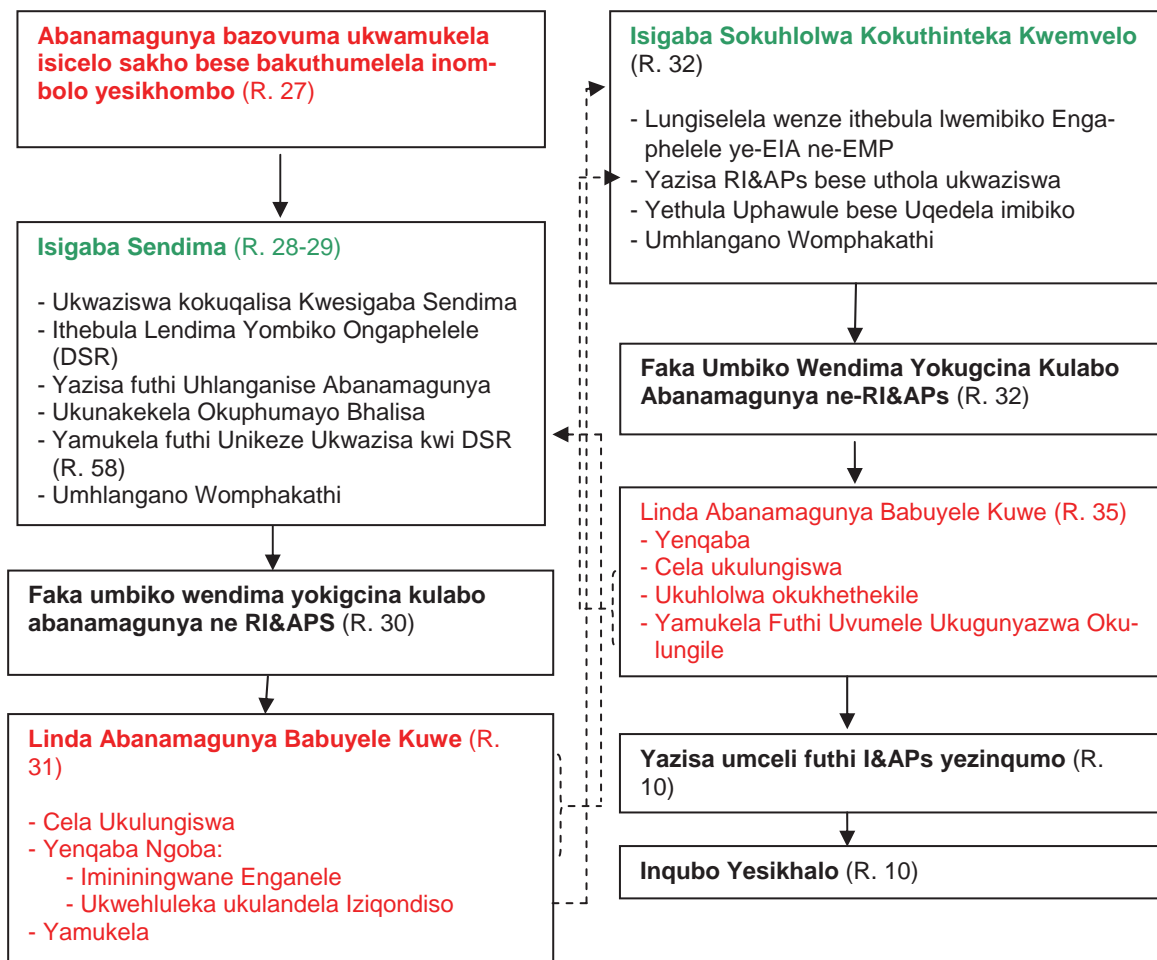 Abanamagunya bazovuma ukwamukela
isicelo sakho bese bakuthumelela inom-
bolo yesikhombo (R. 27)
Isigaba Sendima (R. 28-29)
- Ukwaziswa kokuqalisa Kwesigaba Sendima
- Ithebula Lendima Yombiko Ongaphelele
(DSR)
- Yazisa futhi Uhlanganise Abanamagunya
- Ukunakekela Okuphumayo Bhalisa
- Yamukela futhi Unikeze Ukwazisa kwi DSR
(R. 58)
- Umhlangano Womphakathi
Faka umbiko wendima yokigcina kulabo
abanamagunya ne RI&APS (R. 30)
Linda Abanamagunya Babuyele Kuwe (R.
31)
- Cela Ukulungiswa
- Yenqaba Ngoba:
- Imininingwane Enganele
- Ukwehluleka ukulandela Iziqondiso
- Yamukela
Isigaba Sokuhlolwa Kokuthinteka Kwemvelo
(R. 32)
- Lungiselela wenze ithebula lwemibiko Enga-
phelele ye-EIA ne-EMP
- Yazisa RI&APs bese uthola ukwaziswa
- Yethula Uphawule bese Uqedela imibiko
- Umhlangano Womphakathi
Faka Umbiko Wendima Yokugcina Kulabo
Abanamagunya ne-RI&APs (R. 32)
Linda Abanamagunya Babuyele Kuwe (R. 35)
- Yenqaba
- Cela ukulungiswa
- Ukuhlolwa okukhethekile
- Yamukela Futhi Uvumele Ukugunyazwa Oku-
lungile
Yazisa umceli futhi I&APs yezinqumo (R.
10)
Inqubo Yesikhalo (R. 10)